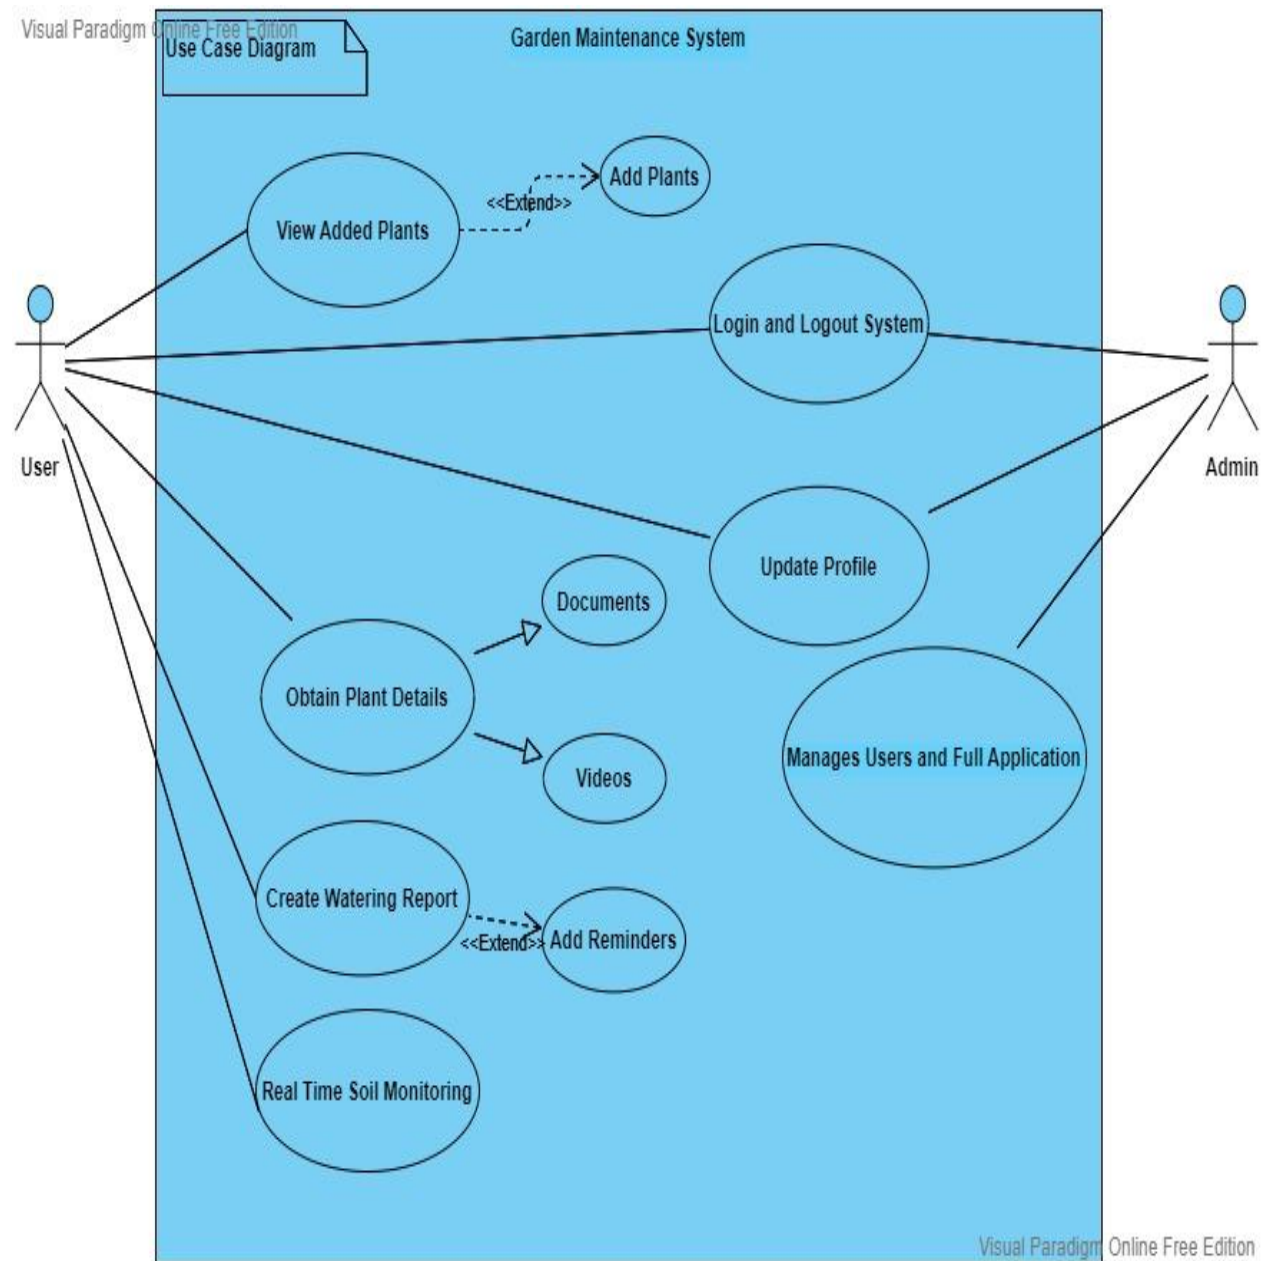 Visual Paradigm Online Free Edition
Use Case Diagram
Garden Maintenance System
Add Plants
<<Extend>>
View Added Plants
Login and Logout System
User
Admin
Update Profile
Documents
Obtain Plant Details
Manages Users and Full Application
Videos
Create Watering Report
<<Extend>>
Add Reminders
Real Time Soil Monitoring
Visual Paradigm Online Free Edition